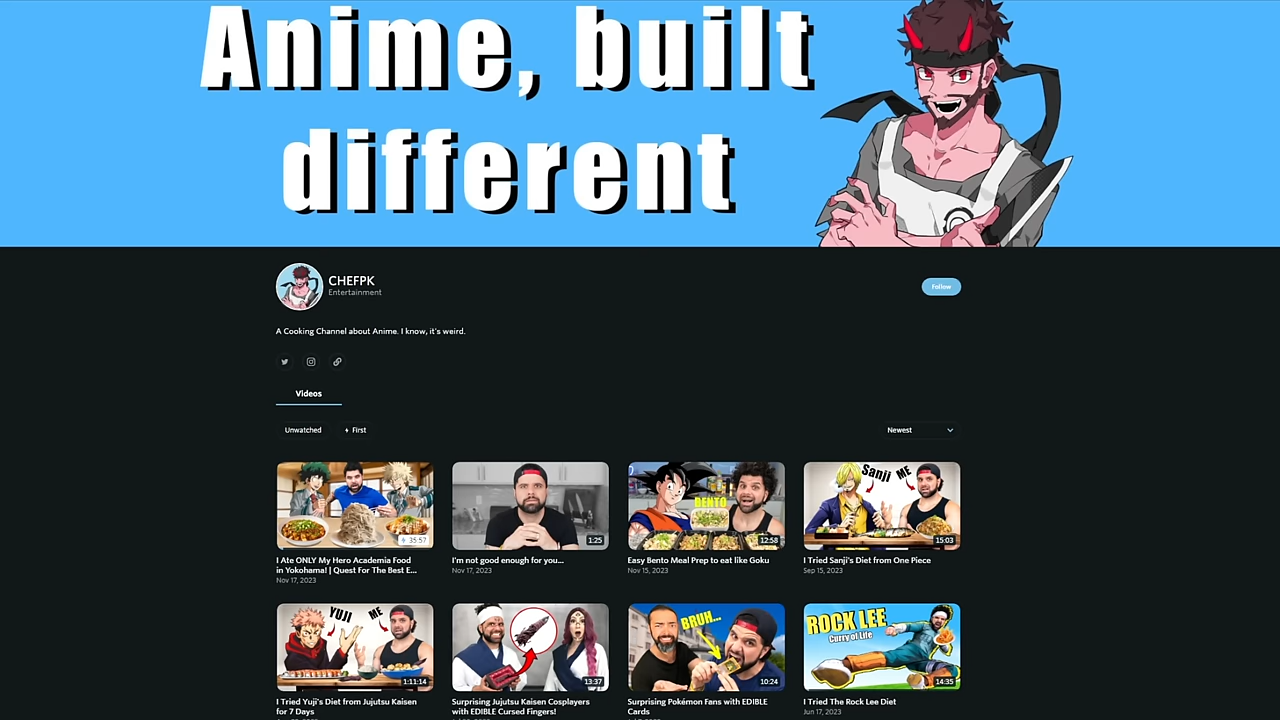 Anime, built
different
CHEFPK
Entertainment
Follow
A Cooking Channel about Anime. I know, it's weird.
Videos
Unwatched
First
Newest
35:57
1:25
BENTO
12:58
Sanji ME
15:03
I Ate ONLY My Hero Academia Food
in Yokohama! | Quest For The Best E...
Nov 17, 2023
I'm not good enough for you...
Nov 17, 2023
Easy Bento Meal Prep to eat like Goku
Nov 15, 2023
I Tried Sanji's Diet from One Piece
Sep 15, 2023
YUJI ME
1:11:14
13:37
BRUH...
10:24
ROCK LEE
Curry of Life
14:35
I Tried Yuji's Diet from Jujutsu Kaisen
for 7 Days
Surprising Jujutsu Kaisen Cosplayers
with EDIBLE Cursed Fingers!
Surprising Pokémon Fans with EDIBLE
Cards
I Tried The Rock Lee Diet
Jun 17, 2023